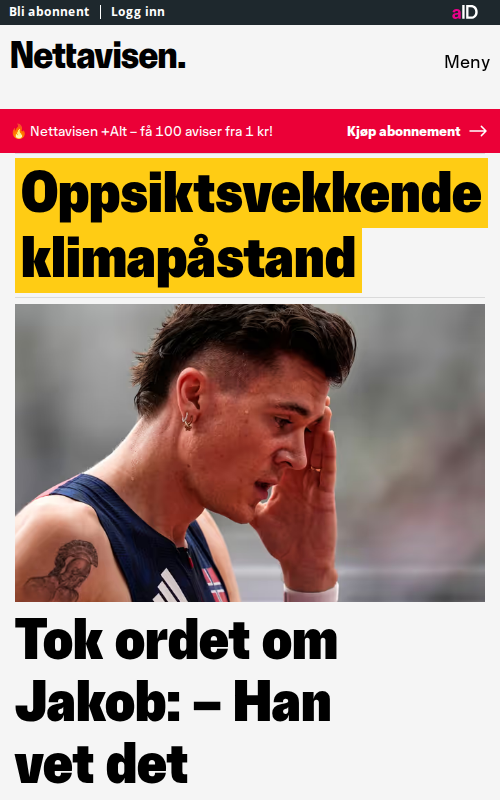 Bli abonnent | Logg inn
aID
Nettavisen.
Meny
🔥 Nettavisen +Alt – få 100 aviser fra 1 kr!
Kjøp abonnement →
Oppsiktsvekkende
klimapåstand
Tok ordet om
Jakob: – Han
vet det